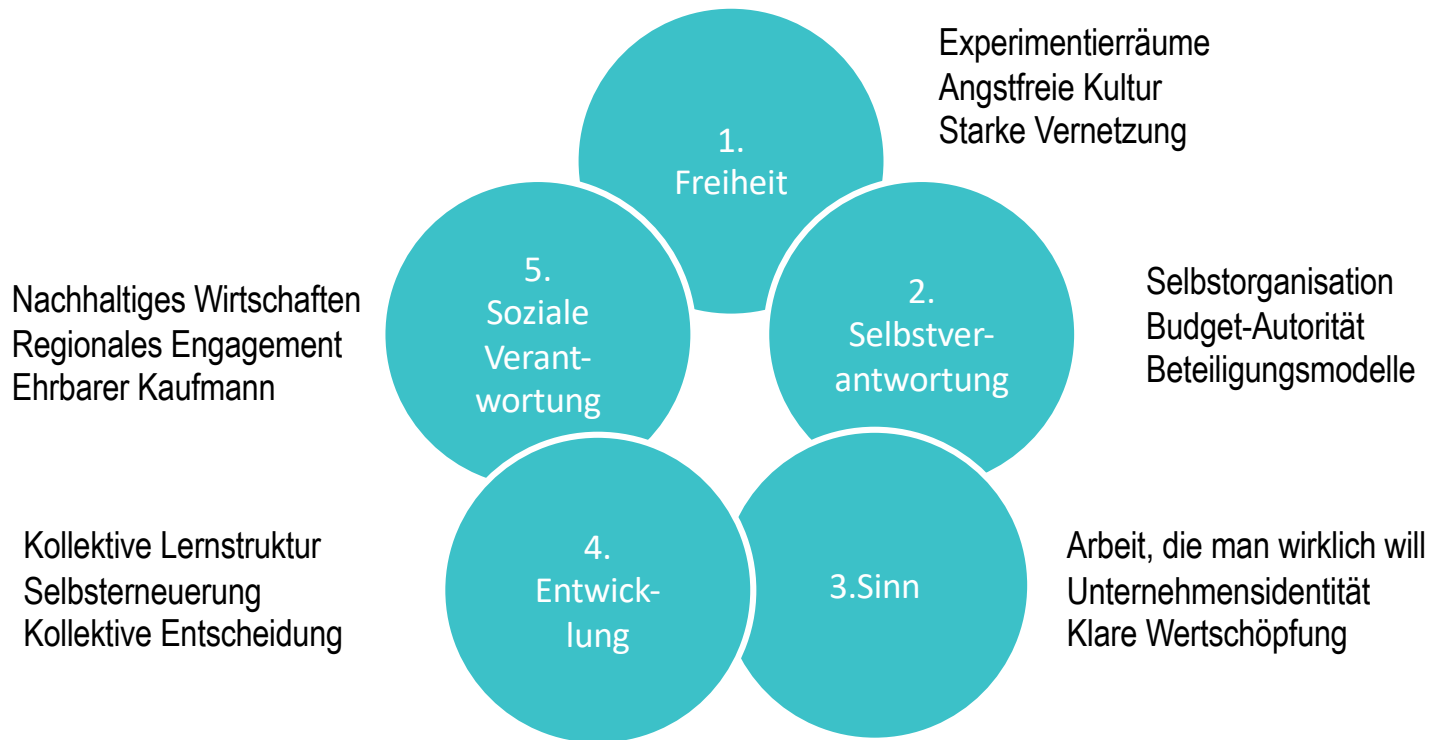 1.
Freiheit
Experimentierräume
Angstfreie Kultur
Starke Vernetzung
2.
Selbstver-
antwortung
Selbstorganisation
Budget-Autorität
Beteiligungsmodelle
3.Sinn
Arbeit, die man wirklich will
Unternehmensidentität
Klare Wertschöpfung
4.
Entwick-
lung
Kollektive Lernstruktur
Selbsterneuerung
Kollektive Entscheidung
5.
Soziale
Verant-
wortung
Nachhaltiges Wirtschaften
Regionales Engagement
Ehrbarer Kaufmann